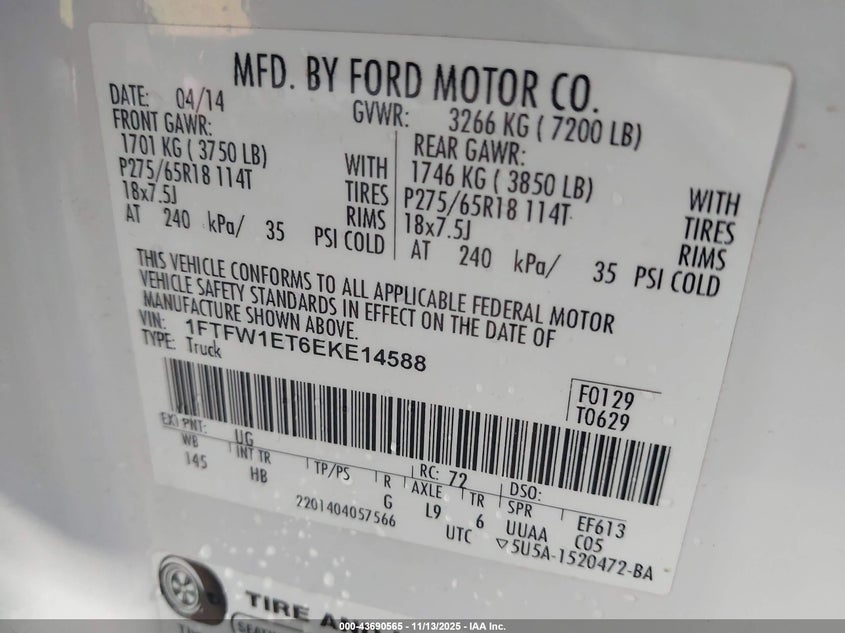 MFD. BY FORD MOTOR CO.
DATE: 04/14 GVWR: 3266 KG ( 7200 LB)
FRONT GAWR: REAR GAWR:
1701 KG ( 3750 LB) WITH 1746 KG ( 3850 LB) WITH
P275/65R18 114T TIRES P275/65R18 114T TIRES
18x7.5J RIMS 18x7.5J RIMS
AT 240 kPa/ 35 PSI COLD AT 240 kPa/ 35 PSI COLD
THIS VEHICLE CONFORMS TO ALL APPLICABLE FEDERAL MOTOR
VEHICLE SAFETY STANDARDS IN EFFECT ON THE DATE OF
MANUFACTURE SHOWN ABOVE.
VIN: 1FTFW1ET6EKE14588
TYPE: Truck
F0129
T0629
EXT PNT: UG RC: 72 DSO:
WB INT TR TP/PS R AXLE TR SPR EF613
145 HB G L9 6 UUAA C05
2201404057566 UTC ▽5U5A-1520472-BA
TIRE AND
000-43690565- 11/13/2025 - IAA Inc.